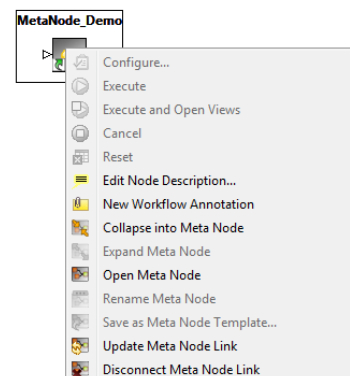 MetaNode_Demo
Configure...
Execute
Execute and Open Views
Cancel
Reset
Edit Node Description...
New Workflow Annotation
Collapse into Meta Node
Expand Meta Node
Open Meta Node
Rename Meta Node
Save as Meta Node Template...
Update Meta Node Link
Disconnect Meta Node Link